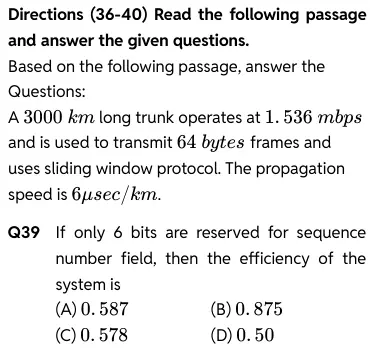 Directions (36-40) Read the following passage
and answer the given questions.
Based on the following passage, answer the
Questions:
A 3000 km long trunk operates at 1. 536 mbps
and is used to transmit 64 bytes frames and
uses sliding window protocol. The propagation
speed is 6μsec/km.
Q39 If only 6 bits are reserved for sequence
number field, then the efficiency of the
system is
(A) 0. 587 (B) 0. 875
(C) 0. 578 (D) 0. 50